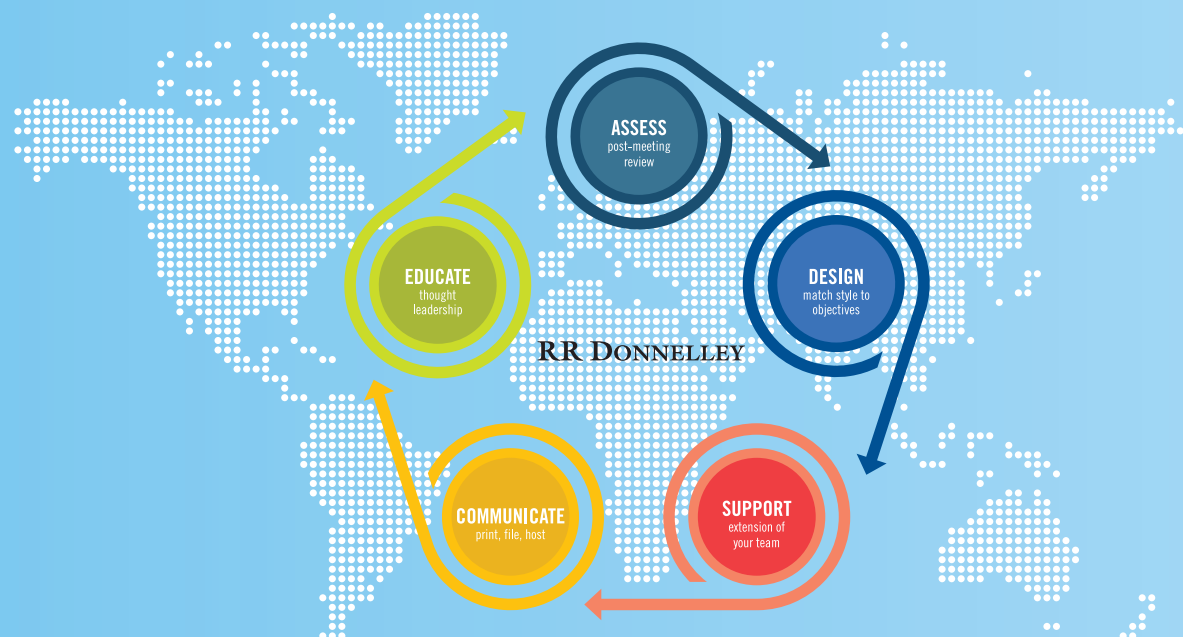 ASSESS
post-meeting
review
DESIGN
match style to
objectives
SUPPORT
extension of
your team
COMMUNICATE
print, file, host
EDUCATE
thought
leadership
RR DONNELLEY